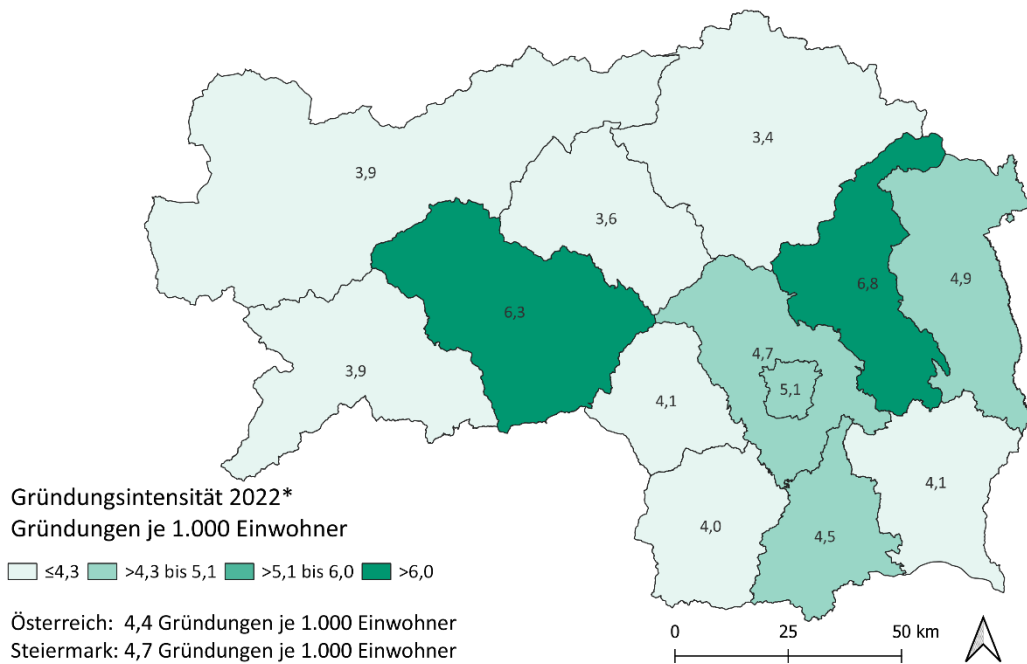 3,4
3,9
3,6
4,9
6,8
6,3
4,7
3,9
5,1
4,1
4,1
4,0
4,5
Gründungsintensität 2022*
Gründungen je 1.000 Einwohner
≤4,3 >4,3 bis 5,1 >5,1 bis 6,0 >6,0
Österreich: 4,4 Gründungen je 1.000 Einwohner
Steiermark: 4,7 Gründungen je 1.000 Einwohner
0 25 50 km